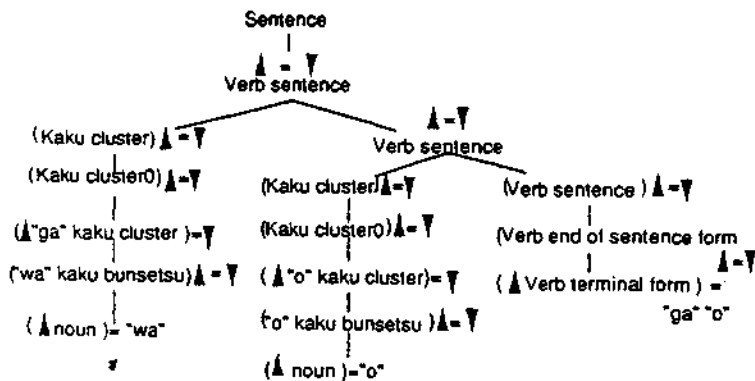 Sentence
▲ = ▼
Verb sentence
(Kaku cluster) ▲=▼
▲=▼
Verb sentence
(Kaku cluster0) ▲=▼
(Kaku cluster) ▲=▼
(Verb sentence ) ▲=▼
(▲"ga" kaku cluster )=▼
(Kaku cluster0) ▲=▼
(Verb end of sentence form
▲=▼
("wa" kaku bunsetsu) ▲=▼
(▲"o" kaku cluster)=▼
(▲Verb terminal form ) =
"ga" "o"
(▲noun )= "wa"
("o" kaku bunsetsu ) ▲=▼
(▲ noun )="o"